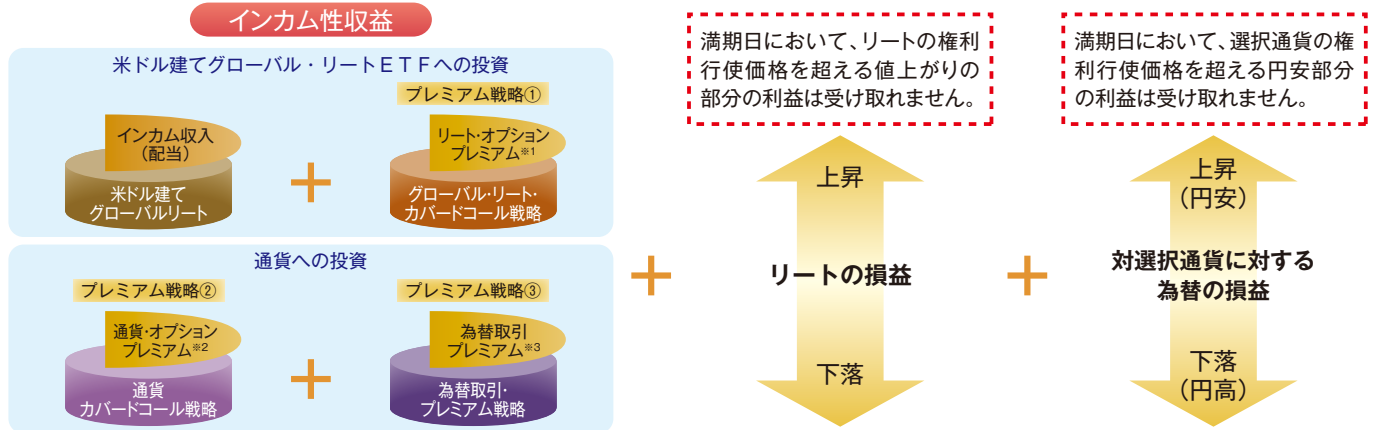 インカム性収益
米ドル建てグローバル・リートETFへの投資
プレミアム戦略①
インカム収入
（配当）
リート・オプション
プレミアム※1
米ドル建て
グローバルリート
グローバル・リート・
カバードコール戦略
通貨への投資
プレミアム戦略②
プレミアム戦略③
通貨・オプション
プレミアム※2
為替取引
プレミアム※3
通貨
カバードコール戦略
為替取引・
プレミアム戦略
満期日において、リートの権利
行使価格を超える値上がりの
部分の利益は受け取れません。
上昇
リートの損益
下落
満期日において、選択通貨の権
利行使価格を超える円安部分
の利益は受け取れません。
上昇
（円安）
対選択通貨に対する
為替の損益
下落
（円高）